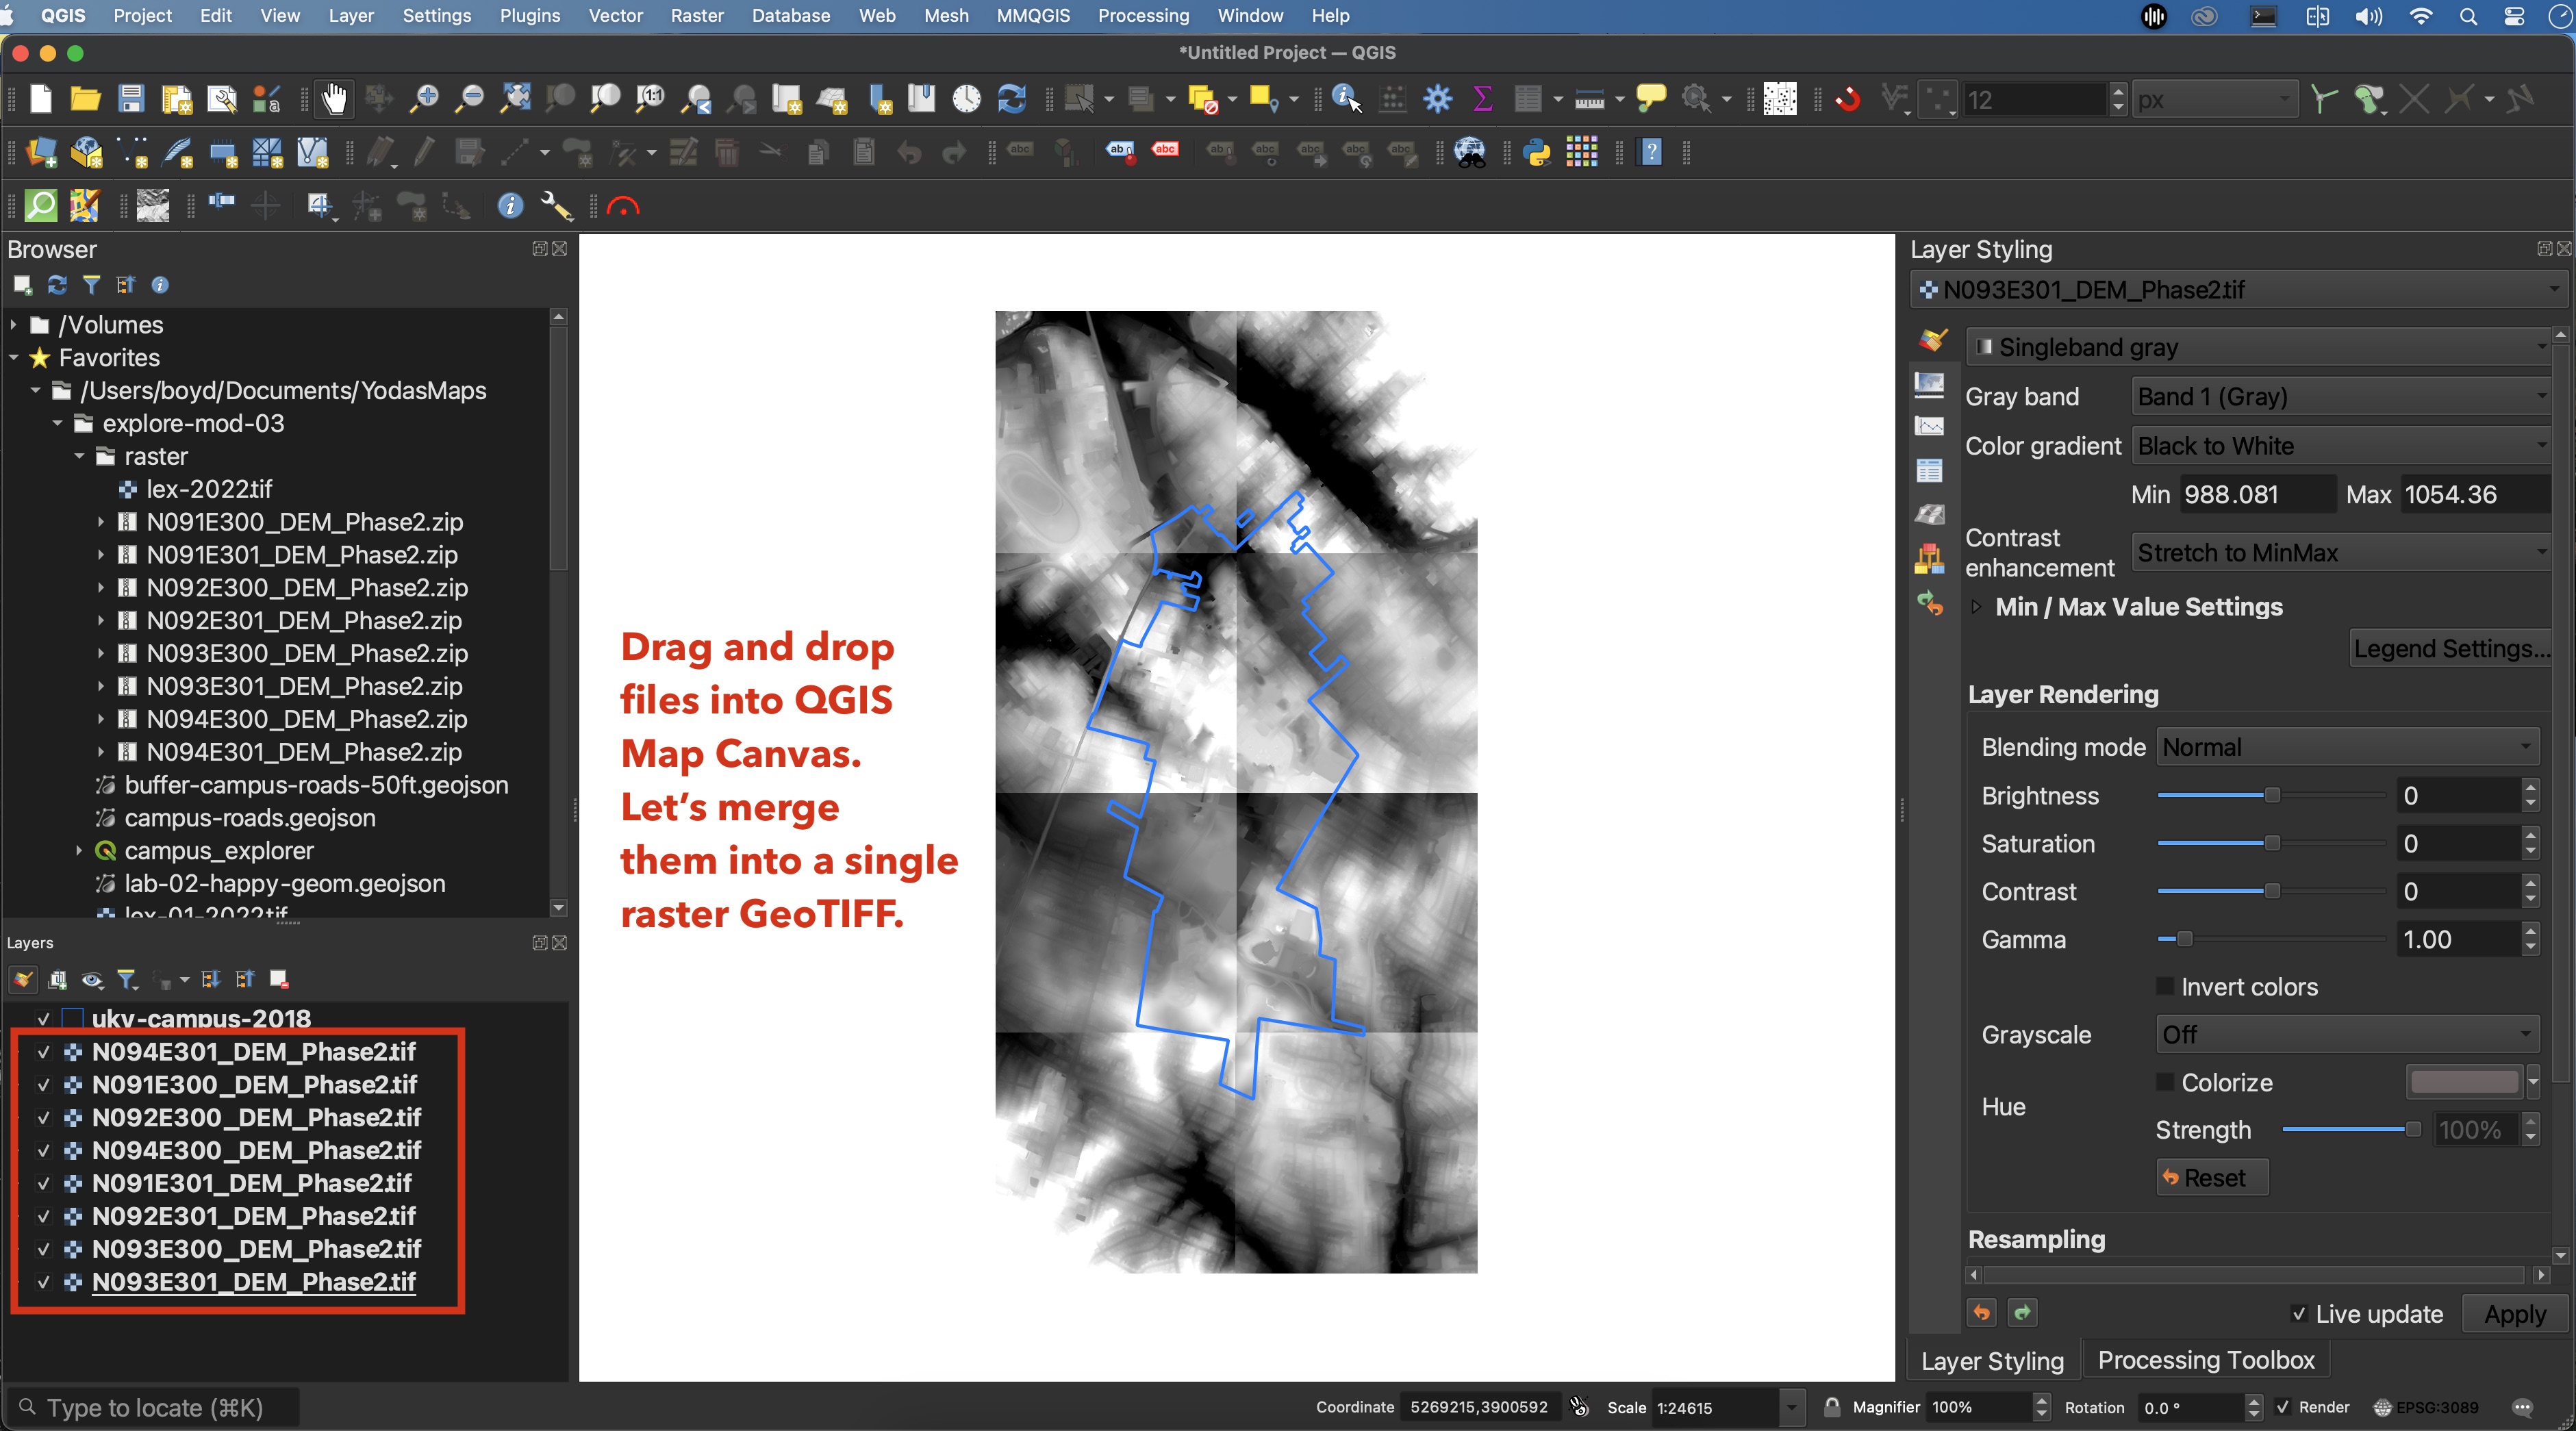 QGIS Project Edit View Layer Settings Plugins Vector Raster Database Web Mesh MMQGIS Processing Window Help
*Untitled Project — QGIS
12 px
Browser
/Volumes
Favorites
/Users/boyd/Documents/YodasMaps
explore-mod-03
raster
lex-2022.tif
N091E300_DEM_Phase2.zip
N091E301_DEM_Phase2.zip
N092E300_DEM_Phase2.zip
N092E301_DEM_Phase2.zip
N093E300_DEM_Phase2.zip
N093E301_DEM_Phase2.zip
N094E300_DEM_Phase2.zip
N094E301_DEM_Phase2.zip
buffer-campus-roads-50ft.geojson
campus-roads.geojson
campus_explorer
lab-02-happy-geom.geojson
lex-01-2022.tif
Layers
uky-campus-2018
N094E301_DEM_Phase2.tif
N091E300_DEM_Phase2.tif
N092E300_DEM_Phase2.tif
N094E300_DEM_Phase2.tif
N091E301_DEM_Phase2.tif
N092E301_DEM_Phase2.tif
N093E300_DEM_Phase2.tif
N093E301_DEM_Phase2.tif
Drag and drop
files into QGIS
Map Canvas.
Let's merge
them into a single
raster GeoTIFF.
Layer Styling
N093E301_DEM_Phase2.tif
Singleband gray
Gray band Band 1 (Gray)
Color gradient Black to White
Min 988.081 Max 1054.36
Contrast
enhancement Stretch to MinMax
Min / Max Value Settings
Legend Settings...
Layer Rendering
Blending mode Normal
Brightness 0
Saturation 0
Contrast 0
Gamma 1.00
Invert colors
Grayscale Off
Colorize
Hue
Strength 100%
Reset
Resampling
Live update Apply
Layer Styling Processing Toolbox
Type to locate (⌘K) Coordinate 5269215,3900592 Scale 1:24615 Magnifier 100% Rotation 0.0 ° Render EPSG:3089